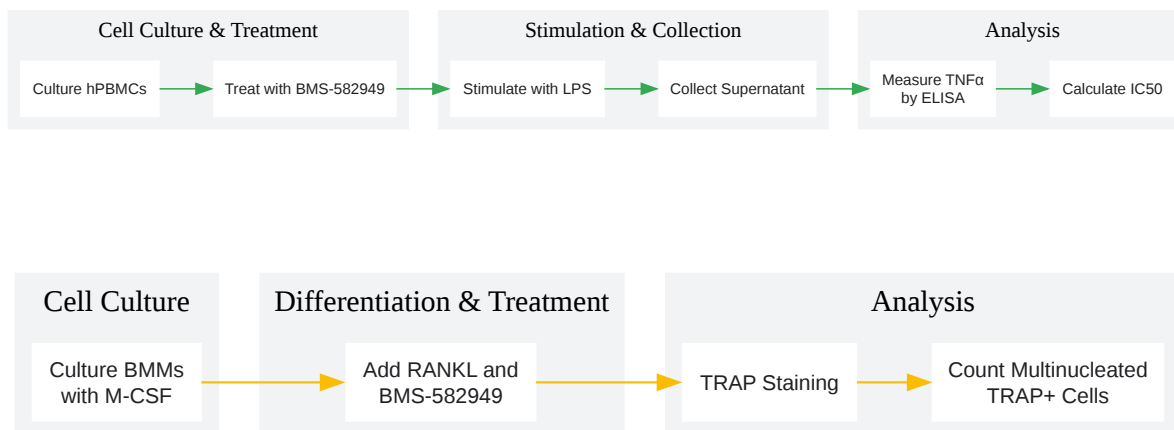 Cell Culture & Treatment
Stimulation & Collection
Analysis
Culture hPBMCs
Treat with BMS-582949
Stimulate with LPS
Collect Supernatant
Measure TNFα
by ELISA
Calculate IC50
Cell Culture
Differentiation & Treatment
Analysis
Culture BMMs
with M-CSF
Add RANKL and
BMS-582949
TRAP Staining
Count Multinucleated
TRAP+ Cells